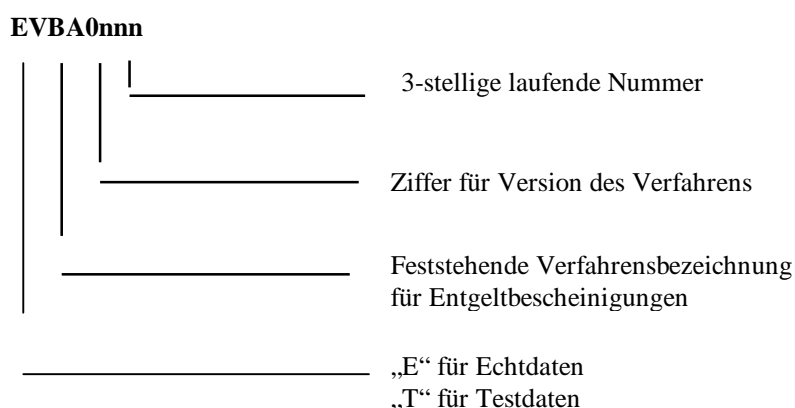 EVBA0nnn
3-stellige laufende Nummer
Ziffer für Version des Verfahrens
Feststehende Verfahrensbezeichnung
für Entgeltbescheinigungen
„E“ für Echtdaten
„T“ für Testdaten